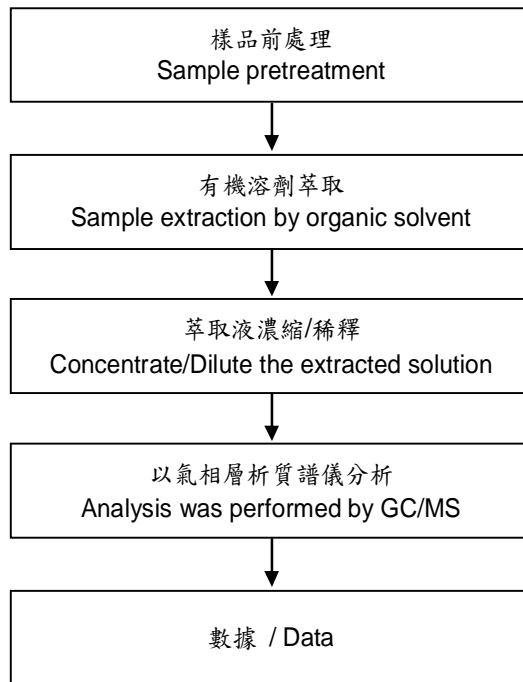 樣品前處理
Sample pretreatment
有機溶劑萃取
Sample extraction by organic solvent
萃取液濃縮/稀釋
Concentrate/Dilute the extracted solution
以氣相層析質譜儀分析
Analysis was performed by GC/MS
數據 / Data